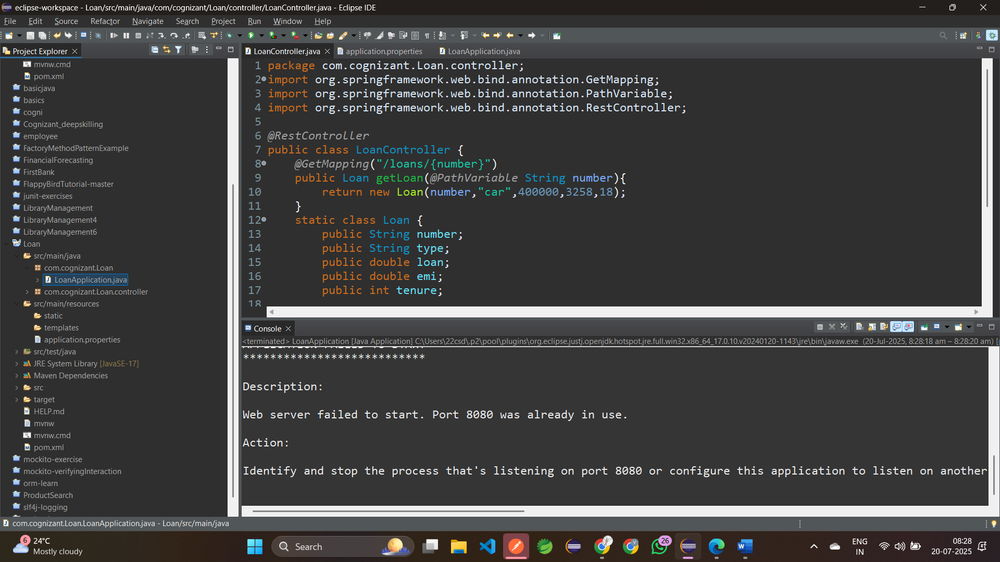 eclipse-workspace - Loan/src/main/java/com/cognizant/Loan/controller/LoanController.java - Eclipse IDE
File Edit Source Refactor Navigate Search Project Run Window Help
Project Explorer
mvnw.cmd
pom.xml
basicjava
basics
cogni
Cognizant_deepskilling
employee
FactoryMethodPatternExample
FinancialForecasting
FirstBank
FlappyBirdTutorial-master
junit-exercises
LibraryManagement
LibraryManagement4
LibraryManagement6
Loan
src/main/java
com.cognizant.Loan
LoanApplication.java
com.cognizant.Loan.controller
src/main/resources
static
templates
application.properties
src/test/java
JRE System Library [JavaSE-17]
Maven Dependencies
src
target
HELP.md
mvnw
mvnw.cmd
pom.xml
mockito-exercise
mockito-verifyingInteraction
orm-learn
ProductSearch
slf4j-logging
LoanController.java application.properties LoanApplication.java
1 package com.cognizant.Loan.controller;
2 import org.springframework.web.bind.annotation.GetMapping;
3 import org.springframework.web.bind.annotation.PathVariable;
4 import org.springframework.web.bind.annotation.RestController;
5
6 @RestController
7 public class LoanController {
8 @GetMapping("/loans/{number}")
9 public Loan getLoan(@PathVariable String number){
10 return new Loan(number,"car",400000,3258,18);
11 }
12 static class Loan {
13 public String number;
14 public String type;
15 public double loan;
16 public double emi;
17 public int tenure;
18
Console
<terminated> LoanApplication [Java Application] C:\Users\22csd\.p2\pool\plugins\org.eclipse.justj.openjdk.hotspot.jre.full.win32.x86_64_17.0.10.v20240120-1143\jre\bin\javaw.exe (20-Jul-2025, 8:28:18 am – 8:28:20 am) [
APPLICATION FAILED TO START
***************************
Description:
Web server failed to start. Port 8080 was already in use.
Action:
Identify and stop the process that's listening on port 8080 or configure this application to listen on another
com.cognizant.Loan.LoanApplication.java - Loan/src/main/java
6
24°C
Mostly cloudy
Search
26
ENG
IN
08:28
20-07-2025